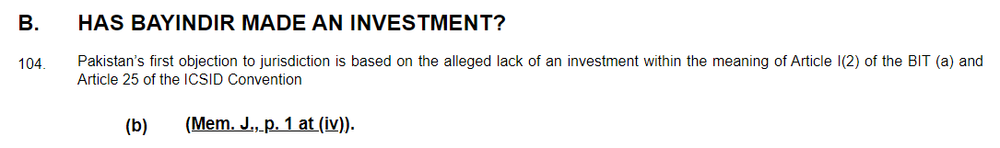 B. HAS BAYINDIR MADE AN INVESTMENT?
104. Pakistan's first objection to jurisdiction is based on the alleged lack of an investment within the meaning of Article I(2) of the BIT (a) and
Article 25 of the ICSID Convention
(b) (Mem. J., p. 1 at (iv)).